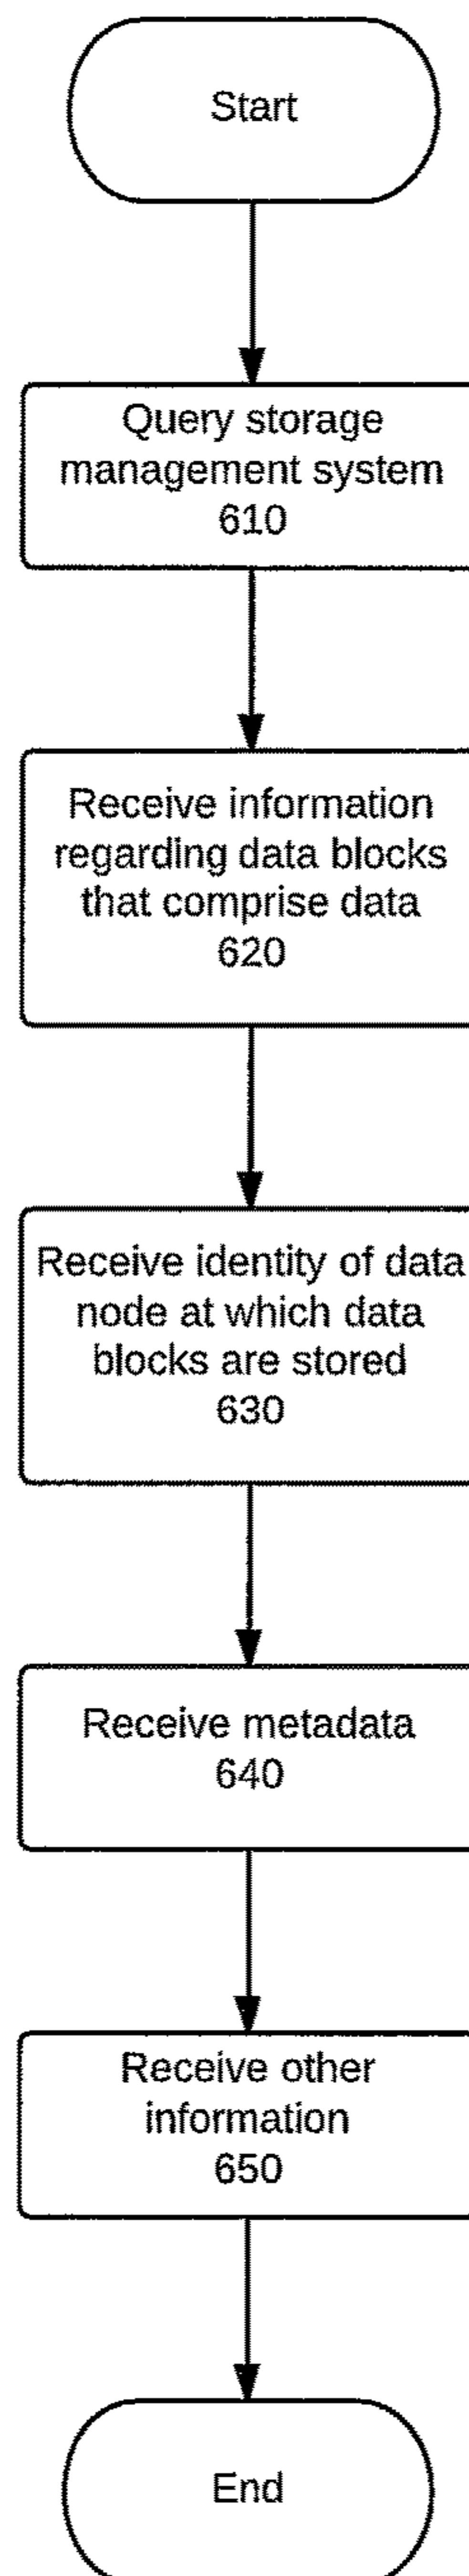 Start
Query storage
management system
610
Receive information
regarding data blocks
that comprise data
620
Receive identity of data
node at which data
blocks are stored
630
Receive metadata
640
Receive other
information
650
End